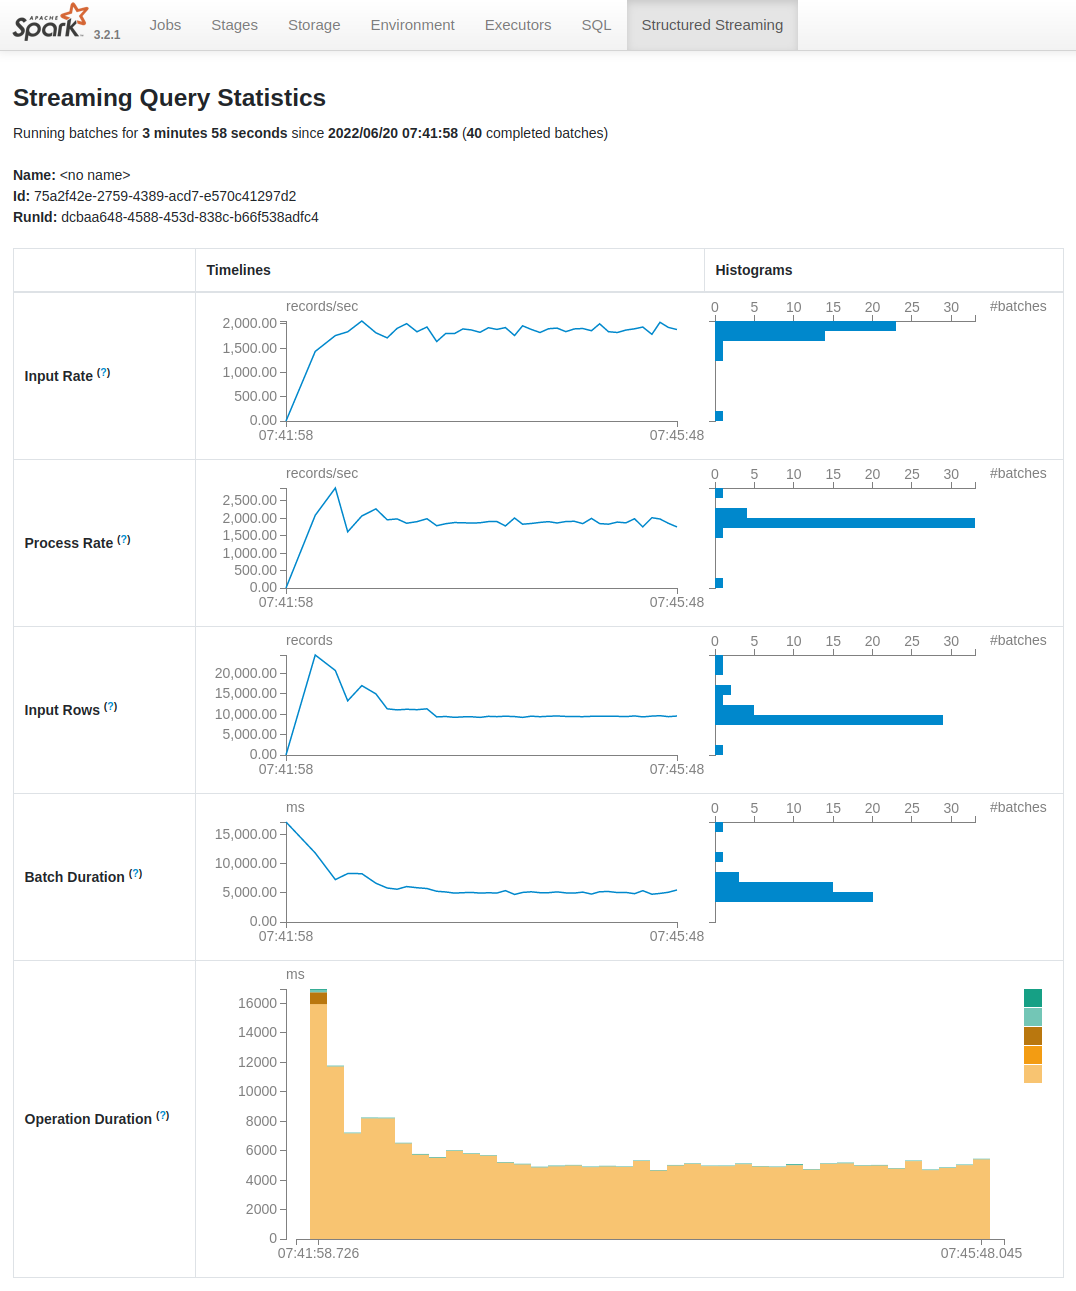 APACHE
Spark 3.2.1 Jobs Stages Storage Environment Executors SQL Structured Streaming
Streaming Query Statistics
Running batches for 3 minutes 58 seconds since 2022/06/20 07:41:58 (40 completed batches)
Name: <no name>
Id: 75a2f42e-2759-4389-acd7-e570c41297d2
RunId: dcbaa648-4588-453d-838c-b66f538adfc4
Timelines Histograms
Input Rate (?)
records/sec
2,000.00
1,500.00
1,000.00
500.00
0.00
07:41:58 07:45:48
0 5 10 15 20 25 30 #batches
Process Rate (?)
records/sec
2,500.00
2,000.00
1,500.00
1,000.00
500.00
0.00
07:41:58 07:45:48
0 5 10 15 20 25 30 #batches
Input Rows (?)
records
20,000.00
15,000.00
10,000.00
5,000.00
0.00
07:41:58 07:45:48
0 5 10 15 20 25 30 #batches
Batch Duration (?)
ms
15,000.00
10,000.00
5,000.00
0.00
07:41:58 07:45:48
0 5 10 15 20 25 30 #batches
Operation Duration (?)
ms
16000
14000
12000
10000
8000
6000
4000
2000
0
07:41:58.726 07:45:48.045